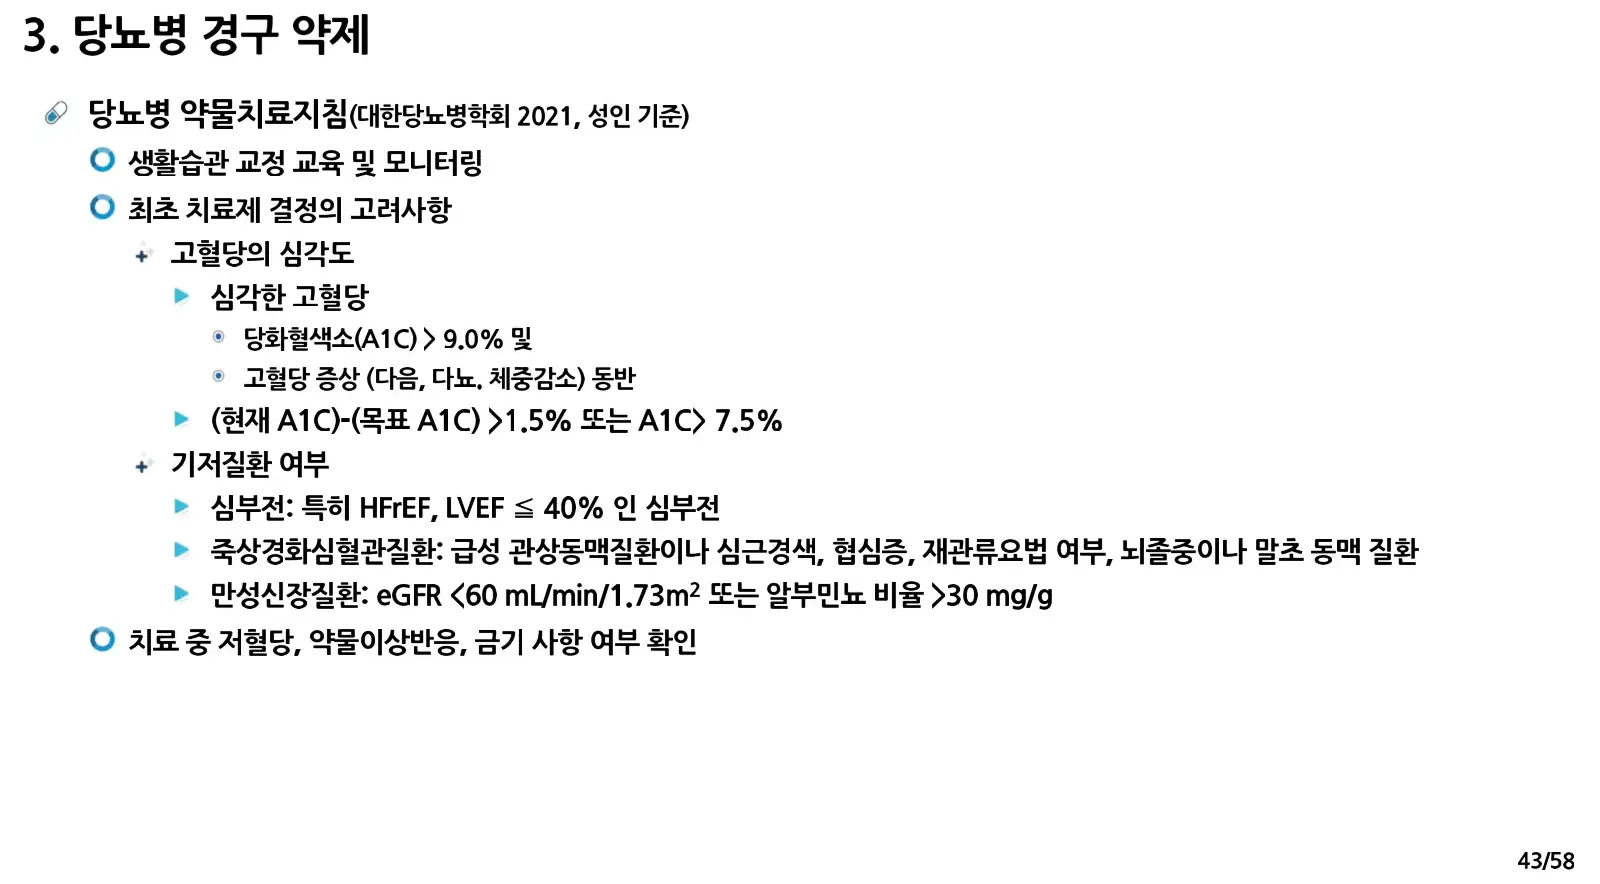 3. 당뇨병 경구 약제
당뇨병 약물치료지침(대한당뇨병학회 2021, 성인 기준)
생활습관 교정 교육 및 모니터링
최초 치료제 결정의 고려사항
고혈당의 심각도
심각한 고혈당
당화혈색소(A1C) > 9.0% 및
고혈당 증상 (다음, 다뇨. 체중감소) 동반
(현재 A1C)-(목표 A1C) >1.5% 또는 A1C> 7.5%
기저질환 여부
심부전: 특히 HFrEF, LVEF ≦ 40% 인 심부전
죽상경화심혈관질환: 급성 관상동맥질환이나 심근경색, 협심증, 재관류요법 여부, 뇌졸중이나 말초 동맥 질환
만성신장질환: eGFR <60 mL/min/1.73m² 또는 알부민뇨 비율 >30 mg/g
치료 중 저혈당, 약물이상반응, 금기 사항 여부 확인
43/58